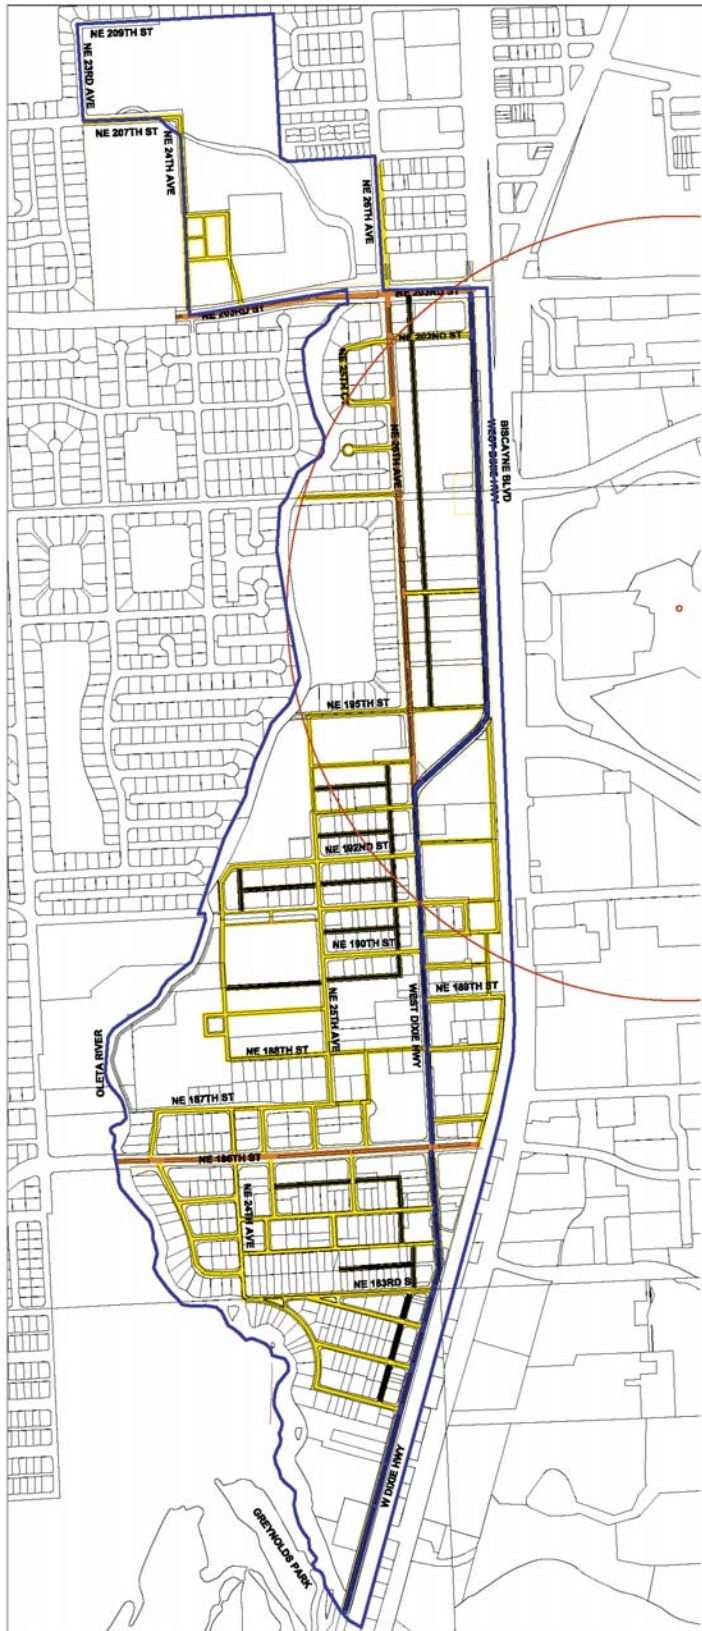 NE 209TH ST
NE 23RD AVE
NE 207TH ST
NE 24TH AVE
NE 26TH AVE
NE 203RD ST
NE 203RD ST
NE 202ND ST
NE 25TH CT
NE 26TH AVE
BISCAYNE BLVD
WEST DIXIE HWY
NE 195TH ST
NE 192ND ST
NE 190TH ST
NE 189TH ST
NE 25TH AVE
WEST DIXIE HWY
OLETA RIVER
NE 188TH ST
NE 187TH ST
NE 186TH ST
NE 24TH AVE
NE 183RD S
W DIXIE HWY
GREYNOLDS PARK